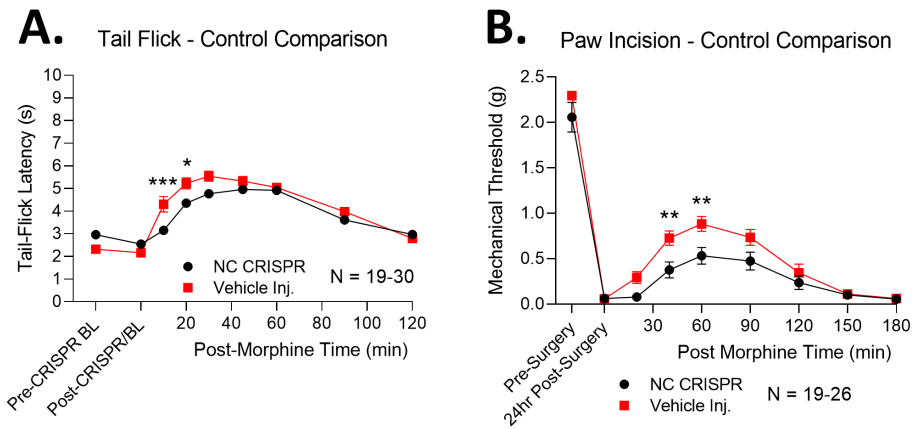 A.
Tail Flick - Control Comparison
10
9
8
7
6
5
4
3
2
1
0
Tail-Flick Latency (s)
***
*
NC CRISPR
Vehicle Inj.
N = 19-30
Pre-CRISPR BL
Post-CRISPR/BL
20
40
60
80
100
120
Post-Morphine Time (min)
B.
Paw Incision - Control Comparison
2.5
2.0
1.5
1.0
0.5
0.0
Mechanical Threshold (g)
**
**
Pre-Surgery
24hr Post-Surgery
30
60
90
120
150
180
Post Morphine Time (min)
NC CRISPR
Vehicle Inj.
N = 19-26